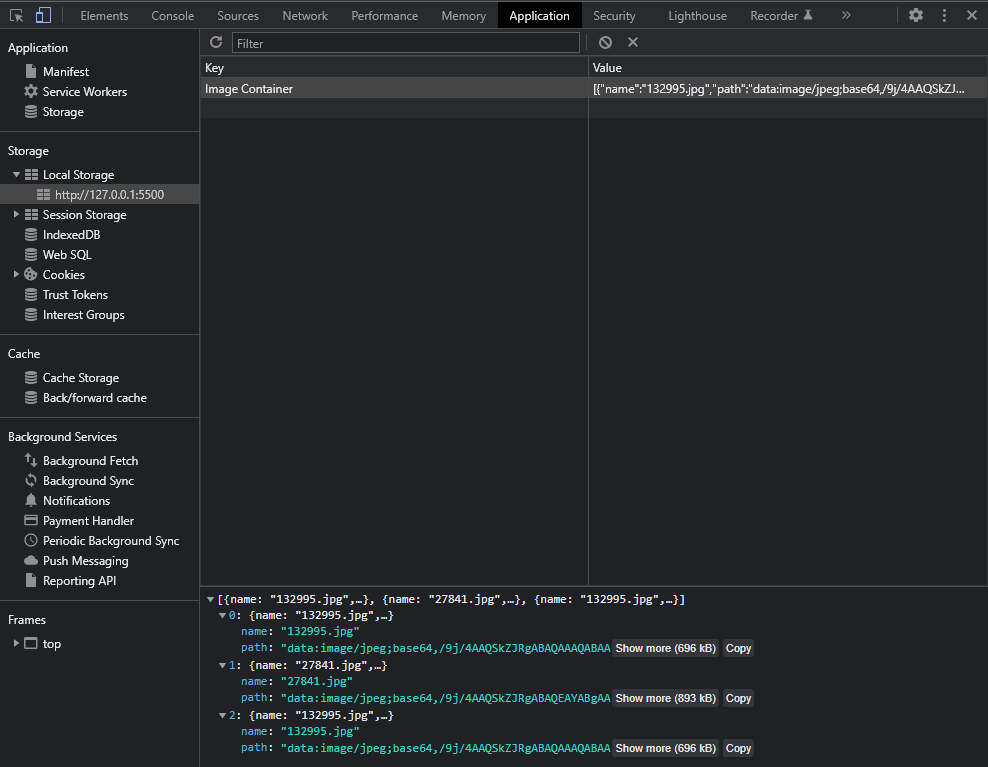 Elements Console Sources Network Performance Memory Application Security Lighthouse Recorder
Application
Manifest
Service Workers
Storage
Storage
Local Storage
http://127.0.0.1:5500
Session Storage
IndexedDB
Web SQL
Cookies
Trust Tokens
Interest Groups
Cache
Cache Storage
Back/forward cache
Background Services
Background Fetch
Background Sync
Notifications
Payment Handler
Periodic Background Sync
Push Messaging
Reporting API
Frames
top
Filter
Key Value
Image Container [{"name":"132995.jpg","path":"data:image/jpeg;base64,/9j/4AAQSkZJ...
[{name: "132995.jpg",…}, {name: "27841.jpg",…}, {name: "132995.jpg",…}]
0: {name: "132995.jpg",…}
name: "132995.jpg"
path: "data:image/jpeg;base64,/9j/4AAQSkZJRgABAQAAAQABAA Show more (696 kB) Copy
1: {name: "27841.jpg",…}
name: "27841.jpg"
path: "data:image/jpeg;base64,/9j/4AAQSkZJRgABAQEAYABgAA Show more (893 kB) Copy
2: {name: "132995.jpg",…}
name: "132995.jpg"
path: "data:image/jpeg;base64,/9j/4AAQSkZJRgABAQAAAQABAA Show more (696 kB) Copy